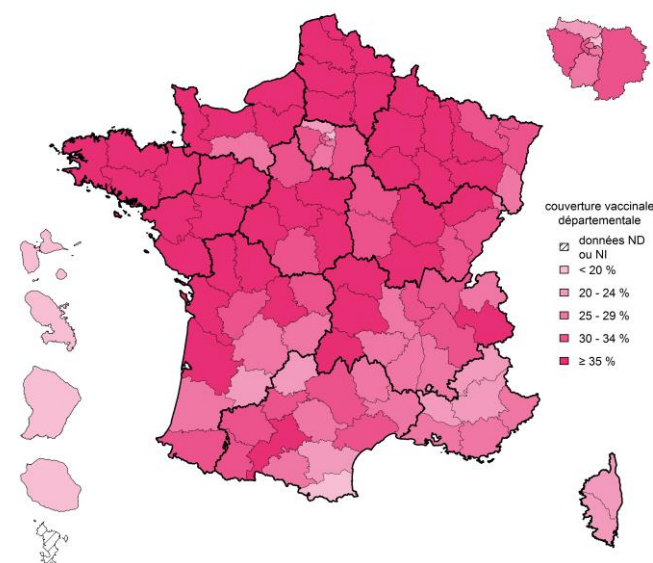 couverture vaccinale
départementale
données ND
ou NI
< 20 %
20 - 24 %
25 - 29 %
30 - 34 %
≥ 35 %